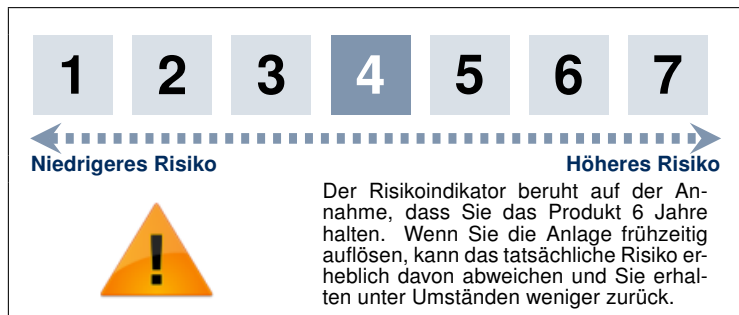 1 2 3 4 5 6 7
Niedrigeres Risiko Höheres Risiko
Der Risikoindikator beruht auf der An-
nahme, dass Sie das Produkt 6 Jahre
halten. Wenn Sie die Anlage frühzeitig
auflösen, kann das tatsächliche Risiko er-
heblich davon abweichen und Sie erhal-
ten unter Umständen weniger zurück.
!